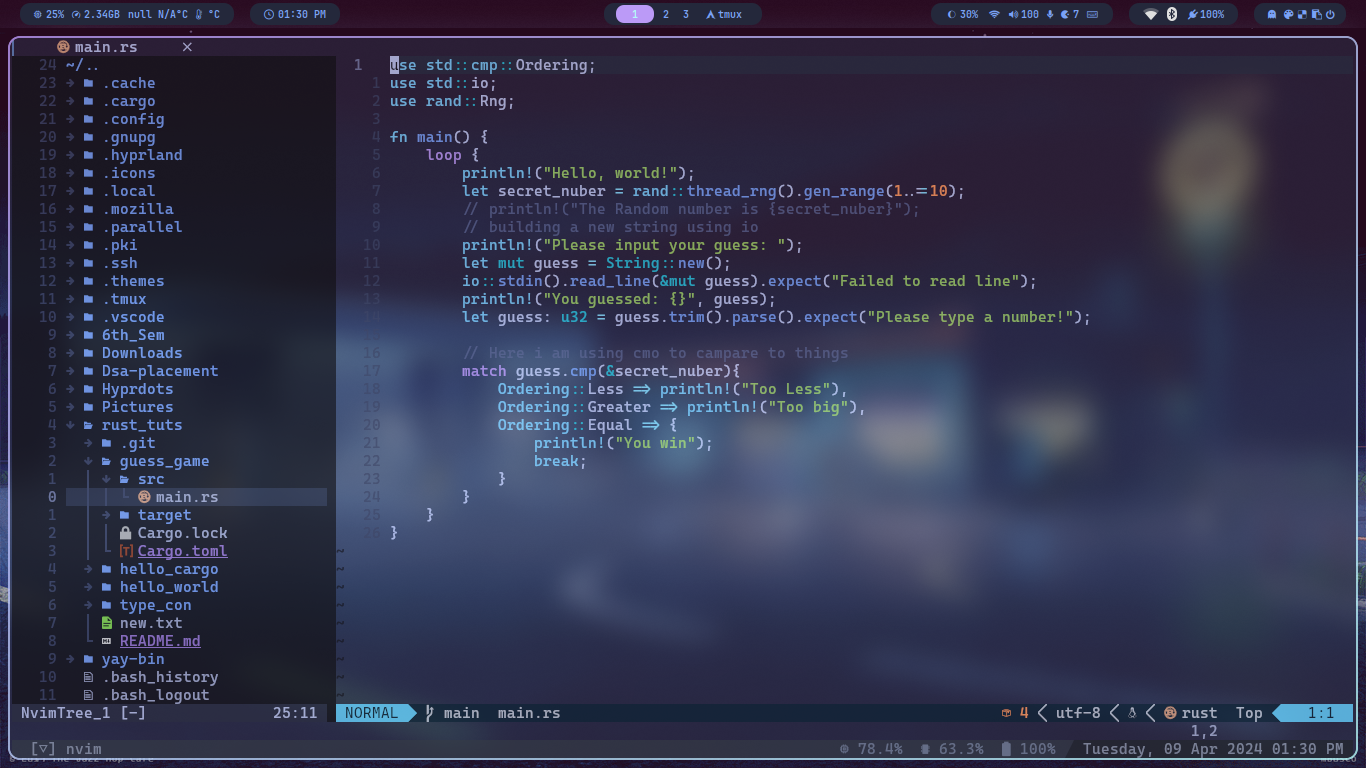 25% 2.34GB null N/A°C °C
01:30 PM
1 2 3 tmux
30% 100 7
100%
main.rs ✕
24 ~/..
23 .cache
22 .cargo
21 .config
20 .gnupg
19 .hyprland
18 .icons
17 .local
16 .mozilla
15 .parallel
14 .pki
13 .ssh
12 .themes
11 .tmux
10 .vscode
9 6th_Sem
8 Downloads
7 Dsa-placement
6 Hyprdots
5 Pictures
4 rust_tuts
3 .git
2 guess_game
1 src
0 main.rs
1 target
2 Cargo.lock
3 [T] Cargo.toml
4 hello_cargo
5 hello_world
6 type_con
7 new.txt
8 README.md
9 yay-bin
10 .bash_history
11 .bash_logout
1 use std::cmp::Ordering;
1 use std::io;
2 use rand::Rng;
3
4 fn main() {
5 loop {
6 println!("Hello, world!");
7 let secret_nuber = rand::thread_rng().gen_range(1..=10);
8 // println!("The Random number is {secret_nuber}");
9 // building a new string using io
10 println!("Please input your guess: ");
11 let mut guess = String::new();
12 io::stdin().read_line(&mut guess).expect("Failed to read line");
13 println!("You guessed: {}", guess);
let guess: u32 = guess.trim().parse().expect("Please type a number!");
16 // Here i am using cmo to campare to things
17 match guess.cmp(&secret_nuber){
18 Ordering::Less => println!("Too Less"),
19 Ordering::Greater => println!("Too big"),
20 Ordering::Equal => {
21 println!("You win");
22 break;
23 }
24 }
25 }
26 }
~
~
~
~
~
~
~
~
~
NvimTree_1 [-] 25:11
NORMAL main main.rs 4 utf-8 rust Top 1:1
1,2
[▽] nvim 78.4% 63.3% 100% Tuesday, 09 Apr 2024 01:30 PM